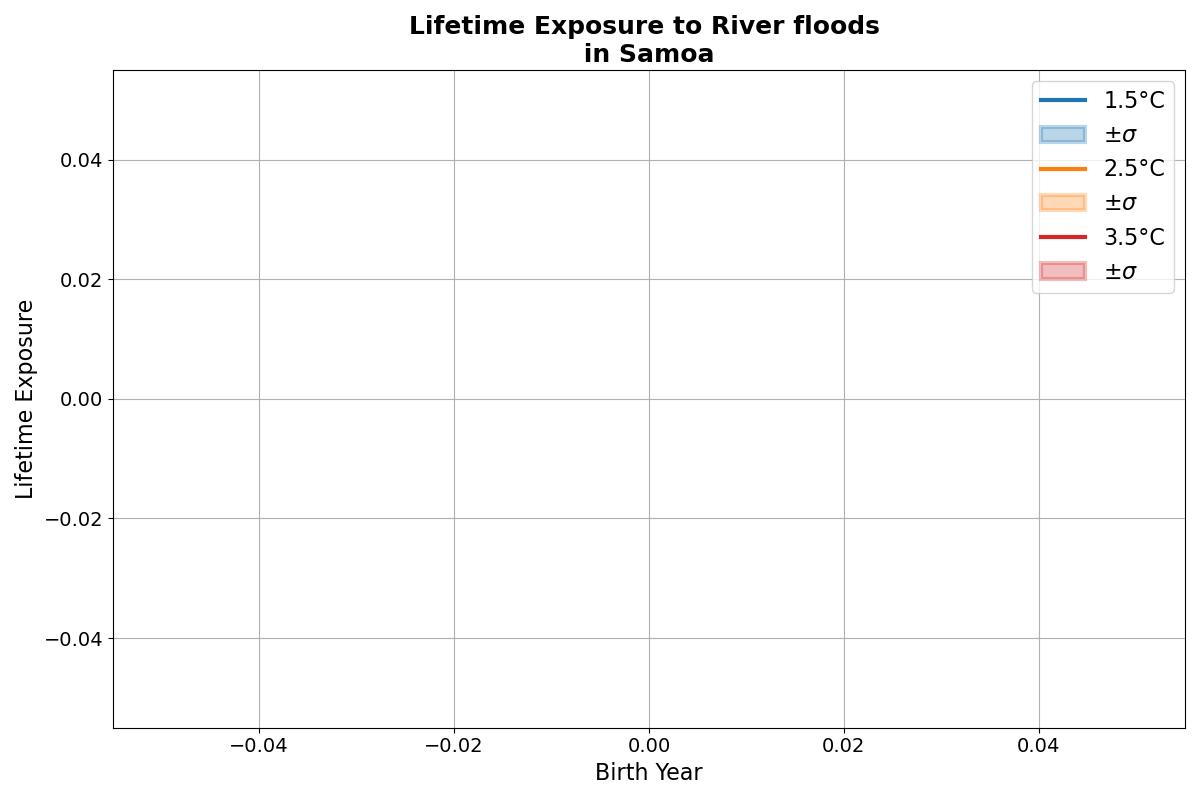 Lifetime Exposure to River floods
in Samoa
1.5°C
±σ
2.5°C
±σ
3.5°C
±σ
Lifetime Exposure
0.04
0.02
0.00
−0.02
−0.04
−0.04 −0.02 0.00 0.02 0.04
Birth Year